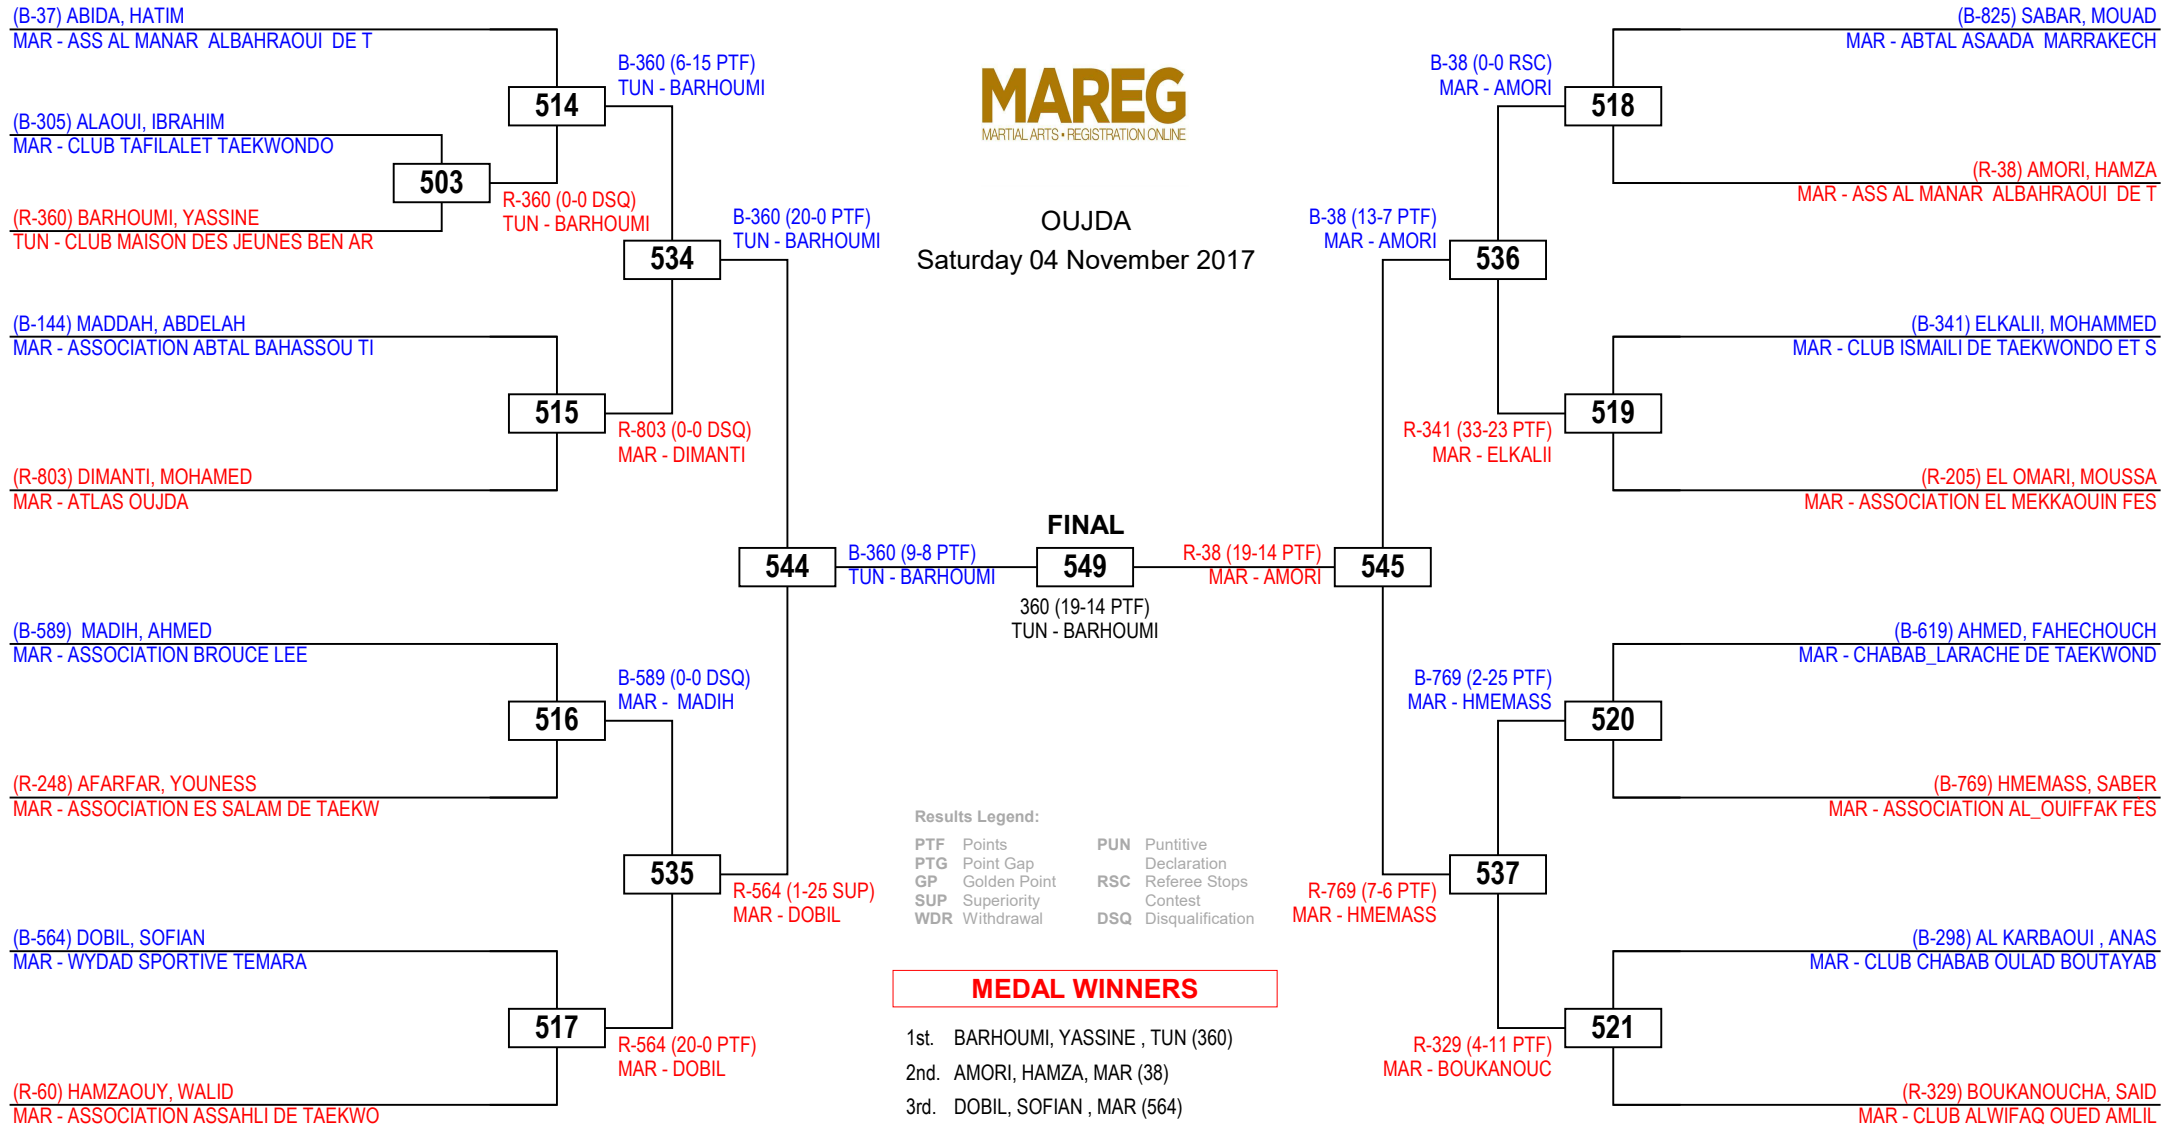 (B-37) ABIDA, HATIM
MAR - ASS AL MANAR  ALBAHRAOUI  DE T
(B-305) ALAOUI, IBRAHIM
MAR - CLUB TAFILALET TAEKWONDO
(R-360) BARHOUMI, YASSINE
TUN - CLUB MAISON DES JEUNES BEN AR
(B-144) MADDAH, ABDELAH
MAR - ASSOCIATION ABTAL BAHASSOU TI
(R-803) DIMANTI, MOHAMED
MAR - ATLAS OUJDA
(B-589)  MADIH, AHMED
MAR - ASSOCIATION BROUCE LEE
(R-248) AFARFAR, YOUNESS
MAR - ASSOCIATION ES SALAM DE TAEKW
(B-564) DOBIL, SOFIAN
MAR - WYDAD SPORTIVE TEMARA
(R-60) HAMZAOUY, WALID
MAR - ASSOCIATION ASSAHLI DE TAEKWO
503
R-360 (0-0 DSQ)
TUN - BARHOUMI
514
B-360 (6-15 PTF)
TUN - BARHOUMI
515
R-803 (0-0 DSQ)
MAR - DIMANTI
516
B-589 (0-0 DSQ)
MAR -  MADIH
517
R-564 (20-0 PTF)
MAR - DOBIL
534
B-360 (20-0 PTF)
TUN - BARHOUMI
535
R-564 (1-25 SUP)
MAR - DOBIL
544
B-360 (9-8 PTF)
TUN - BARHOUMI
MAREG
MARTIAL ARTS • REGISTRATION ONLINE
OUJDA
Saturday 04 November 2017
FINAL
549
360 (19-14 PTF)
TUN - BARHOUMI
R-38 (19-14 PTF)
MAR - AMORI
545
B-38 (13-7 PTF)
MAR - AMORI
536
R-769 (7-6 PTF)
MAR - HMEMASS
537
B-38 (0-0 RSC)
MAR - AMORI
518
R-341 (33-23 PTF)
MAR - ELKALII
519
B-769 (2-25 PTF)
MAR - HMEMASS
520
R-329 (4-11 PTF)
MAR - BOUKANOUC
521
(B-825) SABAR, MOUAD
MAR - ABTAL ASAADA  MARRAKECH
(R-38) AMORI, HAMZA
MAR - ASS AL MANAR  ALBAHRAOUI  DE T
(B-341) ELKALII, MOHAMMED
MAR - CLUB ISMAILI DE TAEKWONDO ET S
(R-205) EL OMARI, MOUSSA
MAR - ASSOCIATION EL MEKKAOUIN FES
(B-619) AHMED, FAHECHOUCH
MAR - CHABAB_LARACHE DE TAEKWOND
(B-769) HMEMASS, SABER
MAR - ASSOCIATION AL_OUIFFAK FÈS
(B-298) AL KARBAOUI , ANAS
MAR - CLUB CHABAB OULAD BOUTAYAB
(R-329) BOUKANOUCHA, SAID
MAR - CLUB ALWIFAQ OUED AMLIL
Results Legend:
PTF Points
PTG Point Gap
GP Golden Point
SUP Superiority
WDR Withdrawal
PUN Puntitive
Declaration
RSC Referee Stops
Contest
DSQ Disqualification
MEDAL WINNERS
1st. BARHOUMI, YASSINE , TUN (360)
2nd. AMORI, HAMZA, MAR (38)
3rd. DOBIL, SOFIAN , MAR (564)